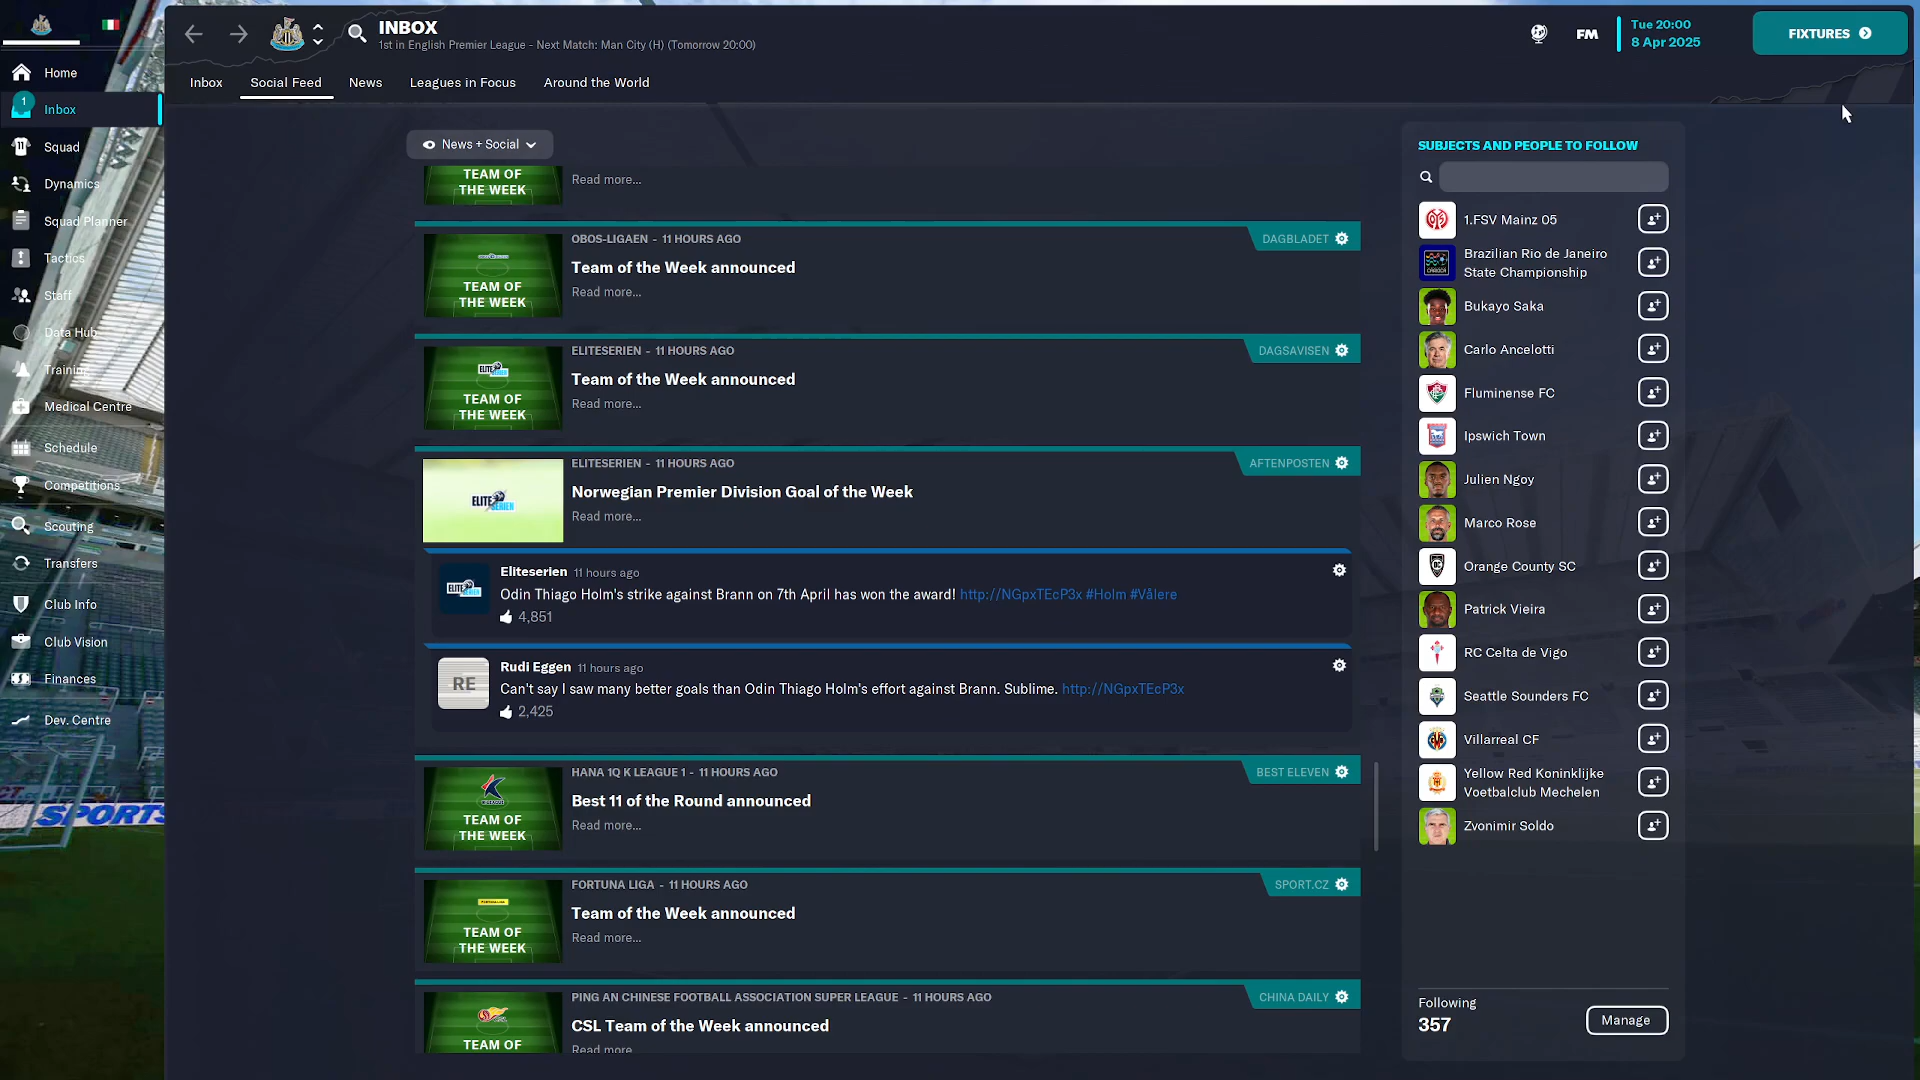 INBOX
1st in English Premier League - Next Match: Man City (H) (Tomorrow 20:00)
FM
Tue 20:00
8 Apr 2025
FIXTURES
Inbox
Social Feed
News
Leagues in Focus
Around the World
Home
1
Inbox
Squad
Dynamics
Squad Planner
Tactics
Staff
Data Hub
Training
Medical Centre
Schedule
Competitions
Scouting
Transfers
Club Info
Club Vision
Finances
Dev. Centre
SPORTS
News + Social
TEAM OF
THE WEEK
Read more...
OBOS-LIGAEN - 11 HOURS AGO
DAGBLADET
Team of the Week announced
Read more...
TEAM OF
THE WEEK
ELITESERIEN - 11 HOURS AGO
DAGSAVISEN
Team of the Week announced
Read more...
TEAM OF
THE WEEK
ELITESERIEN - 11 HOURS AGO
AFTENPOSTEN
Norwegian Premier Division Goal of the Week
Read more...
ELITE
SERIEN
Eliteserien 11 hours ago
Odin Thiago Holm's strike against Brann on 7th April has won the award! http://NGpxTEcP3x #Holm #Vålere
4,851
RE
Rudi Eggen 11 hours ago
Can't say I saw many better goals than Odin Thiago Holm's effort against Brann. Sublime. http://NGpxTEcP3x
2,425
HANA 1Q K LEAGUE 1 - 11 HOURS AGO
BEST ELEVEN
Best 11 of the Round announced
Read more...
TEAM OF
THE WEEK
FORTUNA LIGA - 11 HOURS AGO
SPORT.CZ
Team of the Week announced
Read more...
TEAM OF
THE WEEK
PING AN CHINESE FOOTBALL ASSOCIATION SUPER LEAGUE - 11 HOURS AGO
CHINA DAILY
CSL Team of the Week announced
TEAM OF
Read more
SUBJECTS AND PEOPLE TO FOLLOW
1.FSV Mainz 05
Brazilian Rio de Janeiro
State Championship
Bukayo Saka
Carlo Ancelotti
Fluminense FC
Ipswich Town
Julien Ngoy
Marco Rose
Orange County SC
Patrick Vieira
RC Celta de Vigo
Seattle Sounders FC
Villarreal CF
Yellow Red Koninklijke
Voetbalclub Mechelen
Zvonimir Soldo
Following
357
Manage